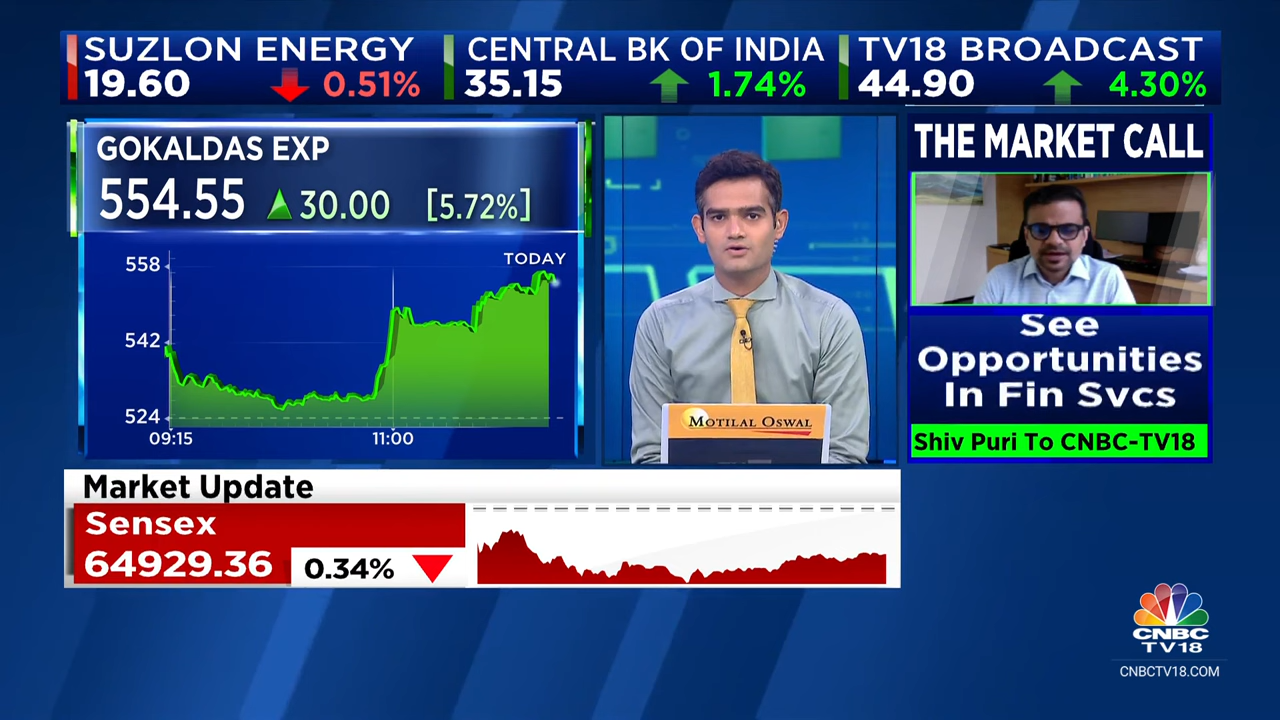 SUZLON ENERGY
19.60 0.51%
CENTRAL BK OF INDIA
35.15 1.74%
TV18 BROADCAST
44.90 4.30%
GOKALDAS EXP
554.55 30.00 [5.72%]
TODAY
558
542
524
09:15 11:00
MOTILAL OSWAL
THE MARKET CALL
See
Opportunities
In Fin Svcs
Shiv Puri To CNBC-TV18
Market Update
Sensex
64929.36 0.34%
CNBC
TV18
CNBCTV18.COM